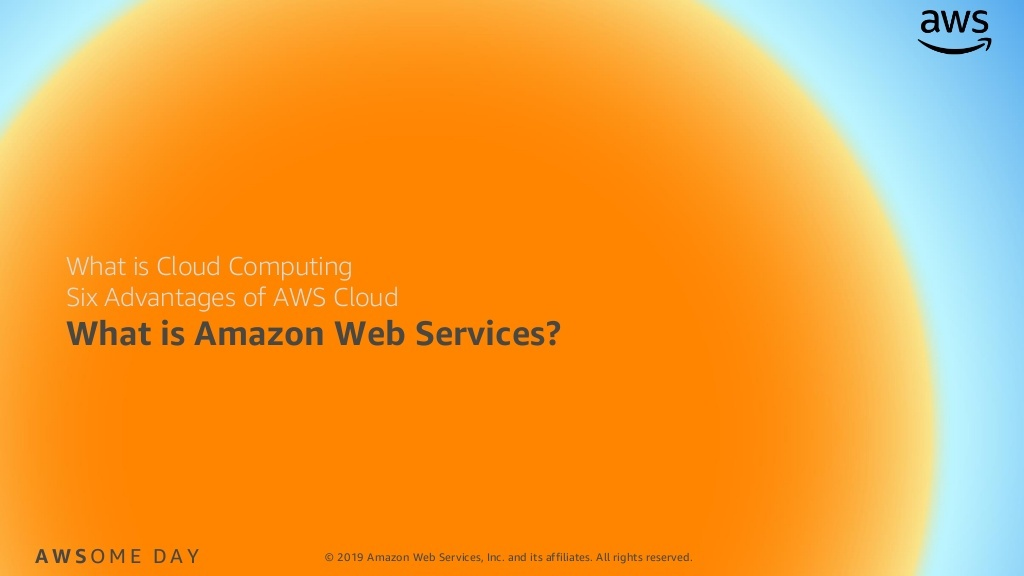 aws
What is Cloud Computing
Six Advantages of AWS Cloud
What is Amazon Web Services?
AWSOME DAY
© 2019 Amazon Web Services, Inc. and its affiliates. All rights reserved.